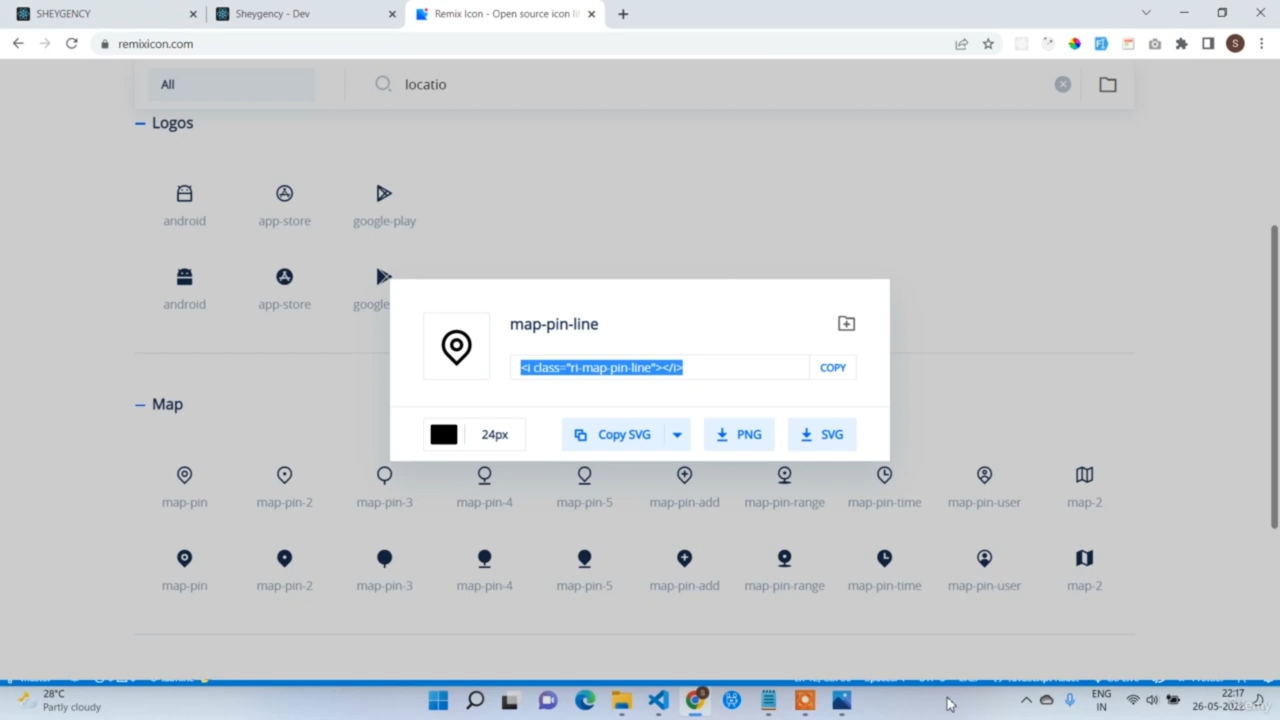 SHEYGENCY
Sheygency - Dev
Remix Icon - Open source icon li
remixicon.com
S
All
locatio
Logos
android
app-store
google-play
android
app-store
google
map-pin-line
<i class="ri-map-pin-line"></i>
COPY
24px
Copy SVG
PNG
SVG
Map
map-pin
map-pin-2
map-pin-3
map-pin-4
map-pin-5
map-pin-add
map-pin-range
map-pin-time
map-pin-user
map-2
map-pin
map-pin-2
map-pin-3
map-pin-4
map-pin-5
map-pin-add
map-pin-range
map-pin-time
map-pin-user
map-2
28°C
Partly cloudy
ENG
IN
22:17
26-05-2022